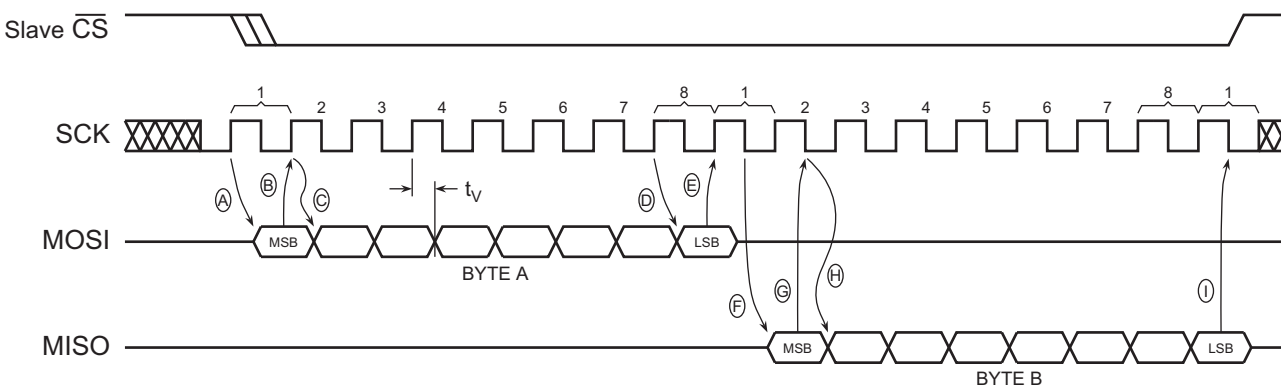 Slave CS
1 2 3 4 5 6 7 8 1 2 3 4 5 6 7 8 1
SCK
A B C D E F G H I
tV
MOSI
MSB LSB
BYTE A
MISO
MSB LSB
BYTE B